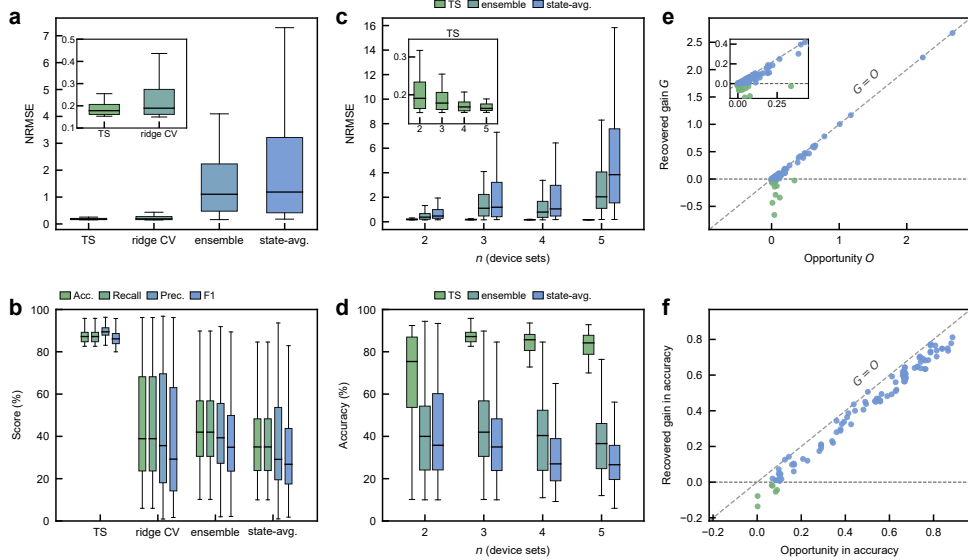 a
NRMSE
7
6
5
4
3
2
1
0
0.5
0.4
0.3
0.2
0.1
TS
ridge CV
TS
ridge CV
ensemble
state-avg.
c
TS
ensemble
state-avg.
NRMSE
16
14
12
10
8
6
4
2
0
TS
0.3
0.2
2
3
4
5
2
3
4
5
n (device sets)
e
Recovered gain G
2.5
2.0
1.5
1.0
0.5
0.0
−0.5
0.4
0.2
0.0
0.00
0.25
G = O
0
1
2
Opportunity O
b
Acc.
Recall
Prec.
F1
Score (%)
100
80
60
40
20
0
TS
ridge CV
ensemble
state-avg.
d
TS
ensemble
state-avg.
Accuracy (%)
100
80
60
40
20
0
2
3
4
5
n (device sets)
f
Recovered gain in accuracy
1.0
0.8
0.6
0.4
0.2
0.0
−0.2
G = O
−0.2
0.0
0.2
0.4
0.6
0.8
Opportunity in accuracy